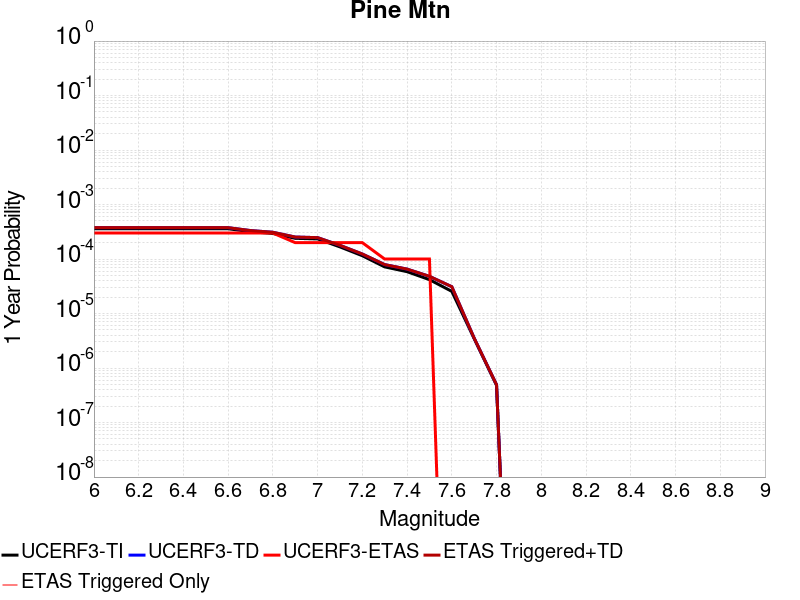 Pine Mtn
10^0
10^-1
10^-2
10^-3
10^-4
10^-5
10^-6
10^-7
10^-8
1 Year Probability
6 6.2 6.4 6.6 6.8 7 7.2 7.4 7.6 7.8 8 8.2 8.4 8.6 8.8 9
Magnitude
UCERF3-TI UCERF3-TD UCERF3-ETAS ETAS Triggered+TD
ETAS Triggered Only